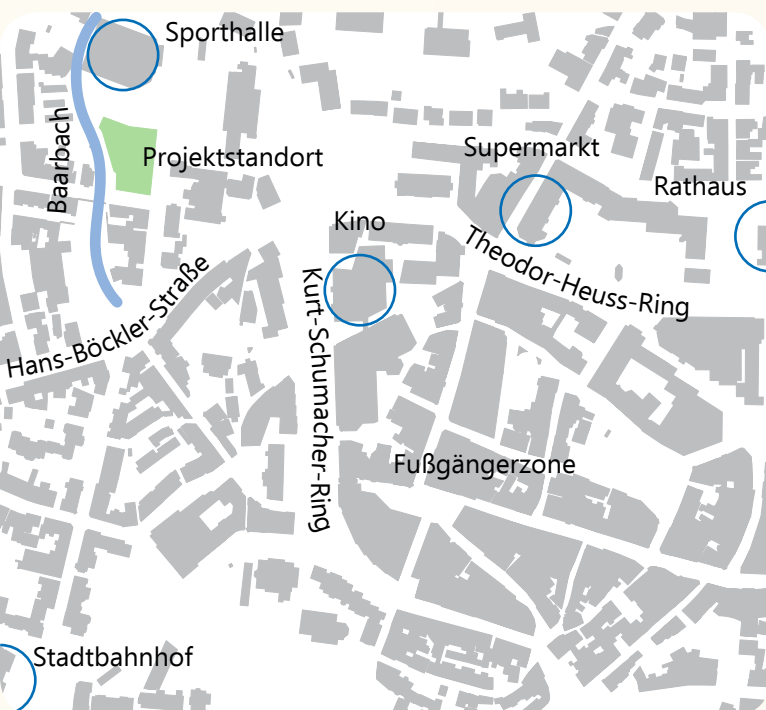 Sporthalle
Baarbach
Projektstandort
Supermarkt
Rathaus
Kino
Theodor-Heuss-Ring
Hans-Böckler-Straße
Kurt-Schumacher-Ring
Fußgängerzone
Stadtbahnhof